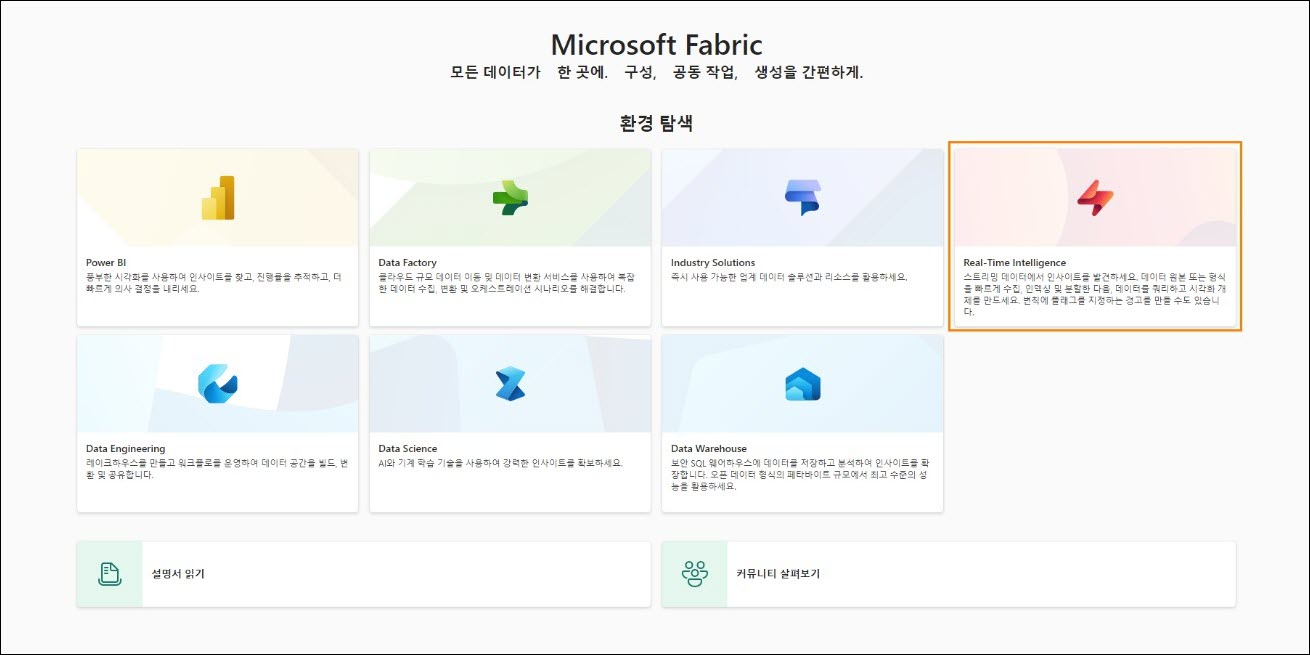 Microsoft Fabric
모든 데이터가 한 곳에. 구성, 공동 작업, 생성을 간편하게.
환경 탐색
Power BI
풍부한 시각화를 사용하여 인사이트를 찾고, 진행률을 추적하고, 더
빠르게 의사 결정을 내리세요.
Data Factory
클라우드 규모 데이터 이동 및 데이터 변환 서비스를 사용하여 복잡
한 데이터 수집, 변환 및 오케스트레이션 시나리오를 해결합니다.
Industry Solutions
즉시 사용 가능한 업계 데이터 솔루션과 리소스를 활용하세요.
Real-Time Intelligence
스트리밍 데이터에서 인사이트를 발견하세요. 데이터 원본 또는 형식
을 빠르게 수집, 인덱싱 및 분할한 다음, 데이터를 쿼리하고 시각화 개
체를 만드세요. 변칙에 플래그를 지정하는 경고를 만들 수도 있습니
다.
Data Engineering
레이크하우스를 만들고 워크플로를 운영하여 데이터 공간을 빌드, 변
환 및 공유합니다.
Data Science
AI와 기계 학습 기술을 사용하여 강력한 인사이트를 확보하세요.
Data Warehouse
보안 SQL 웨어하우스에 데이터를 저장하고 분석하여 인사이트를 확
장합니다. 오픈 데이터 형식의 페타바이트 규모에서 최고 수준의 성
능을 활용하세요.
설명서 읽기
커뮤니티 살펴보기